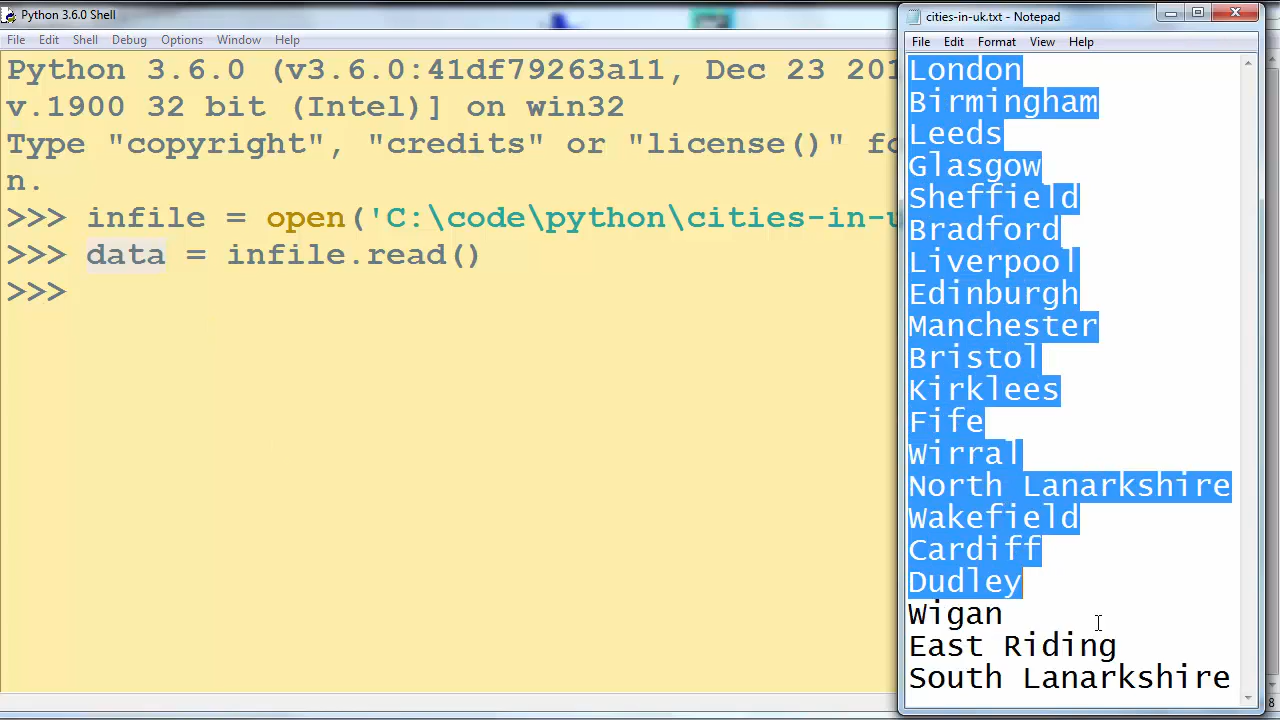 Python 3.6.0 Shell
File Edit Shell Debug Options Window Help
Python 3.6.0 (v3.6.0:41df79263a11, Dec 23 201
v.1900 32 bit (Intel)] on win32
Type "copyright", "credits" or "license()" fo
n.
>>> infile = open('C:\code\python\cities-in-u
>>> data = infile.read()
>>>
cities-in-uk.txt - Notepad
File Edit Format View Help
London
Birmingham
Leeds
Glasgow
Sheffield
Bradford
Liverpool
Edinburgh
Manchester
Bristol
Kirklees
Fife
Wirral
North Lanarkshire
Wakefield
Cardiff
Dudley
Wigan
East Riding
South Lanarkshire
8